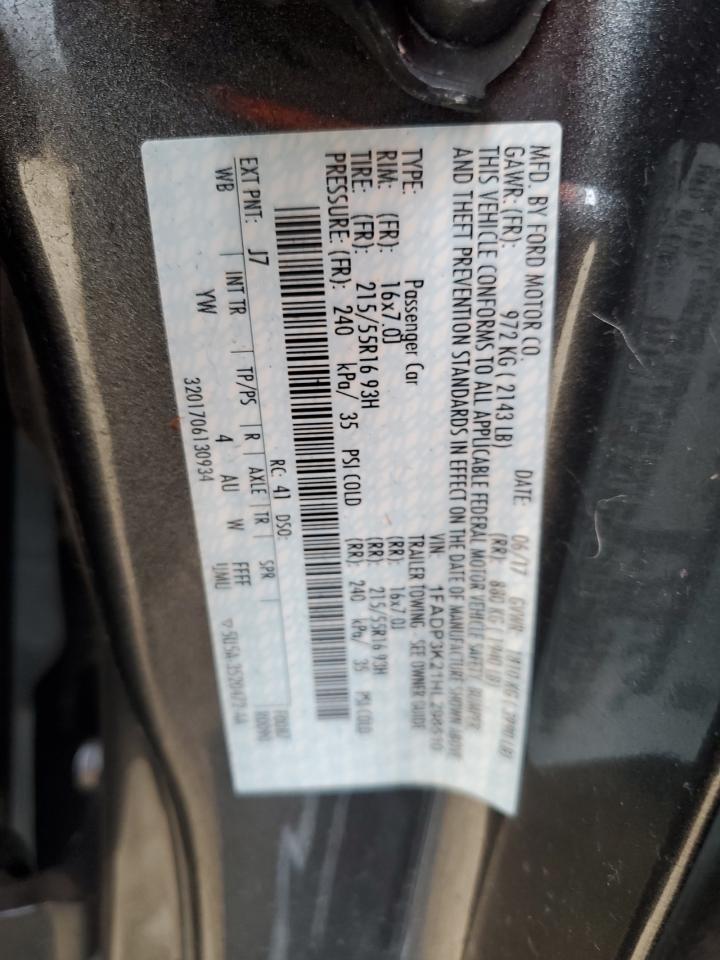 MFD. BY FORD MOTOR CO. DATE: 06/17 GVWR:
GAWR: (FR): 972 KG ( 2143 LB) (RR): 880 KG ( 1940 LB)
THIS VEHICLE CONFORMS TO ALL APPLICABLE FEDERAL MOTOR VEHICLE SAFETY, BUMPER
AND THEFT PREVENTION STANDARDS IN EFFECT ON THE DATE OF MANUFACTURE SHOWN ABOVE
VIN:
TYPE: Passenger Car TRAILER TOWING - SEE OWNER GUIDE
RIM: (FR): 16x7.0J (RR): 16x7.0J
TIRE: (FR): 215/55R16 93H (RR): 215/55R16 93H
PRESSURE: (FR): 240 kPa/ 35 PSI COLD (RR): 240 kPa/ 35 PSI COLD
EXT PNT: J7 RC: 41 DSO:
WB INT TR TP/PS R AXLE TR SPR
YW 4 AU W FFFF
3201706130934 UMU